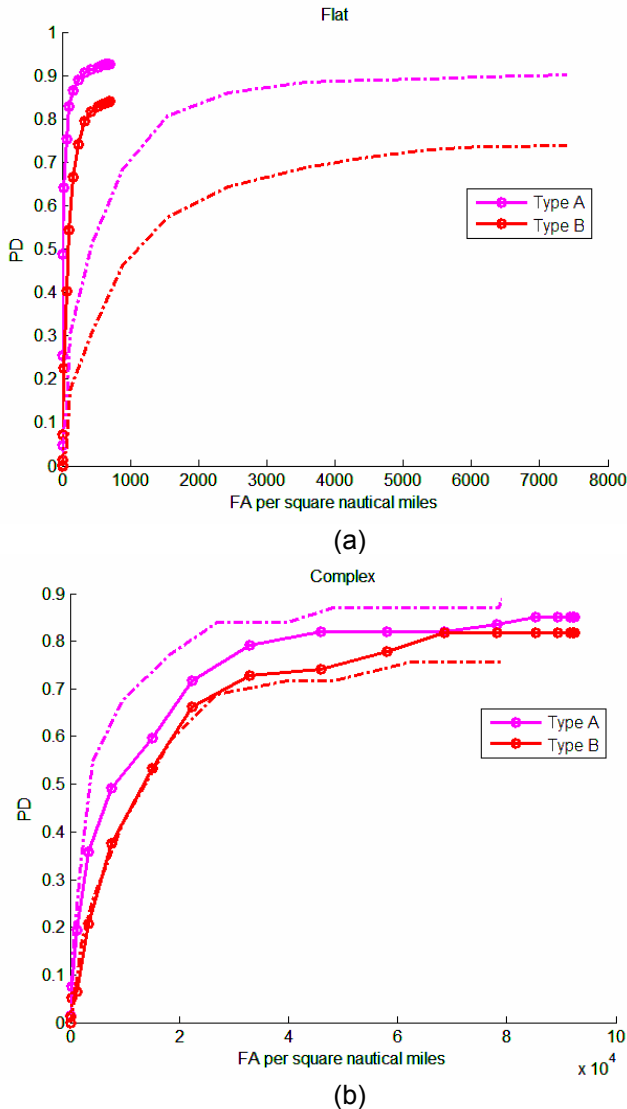 Flat
1
0.9
0.8
0.7
0.6
0.5
0.4
0.3
0.2
0.1
0
PD
Type A
Type B
0 1000 2000 3000 4000 5000 6000 7000 8000
FA per square nautical miles
(a)
Complex
0.9
0.8
0.7
0.6
0.5
0.4
0.3
0.2
0.1
0
PD
Type A
Type B
0 2 4 6 8 10
FA per square nautical miles
x 10⁴
(b)